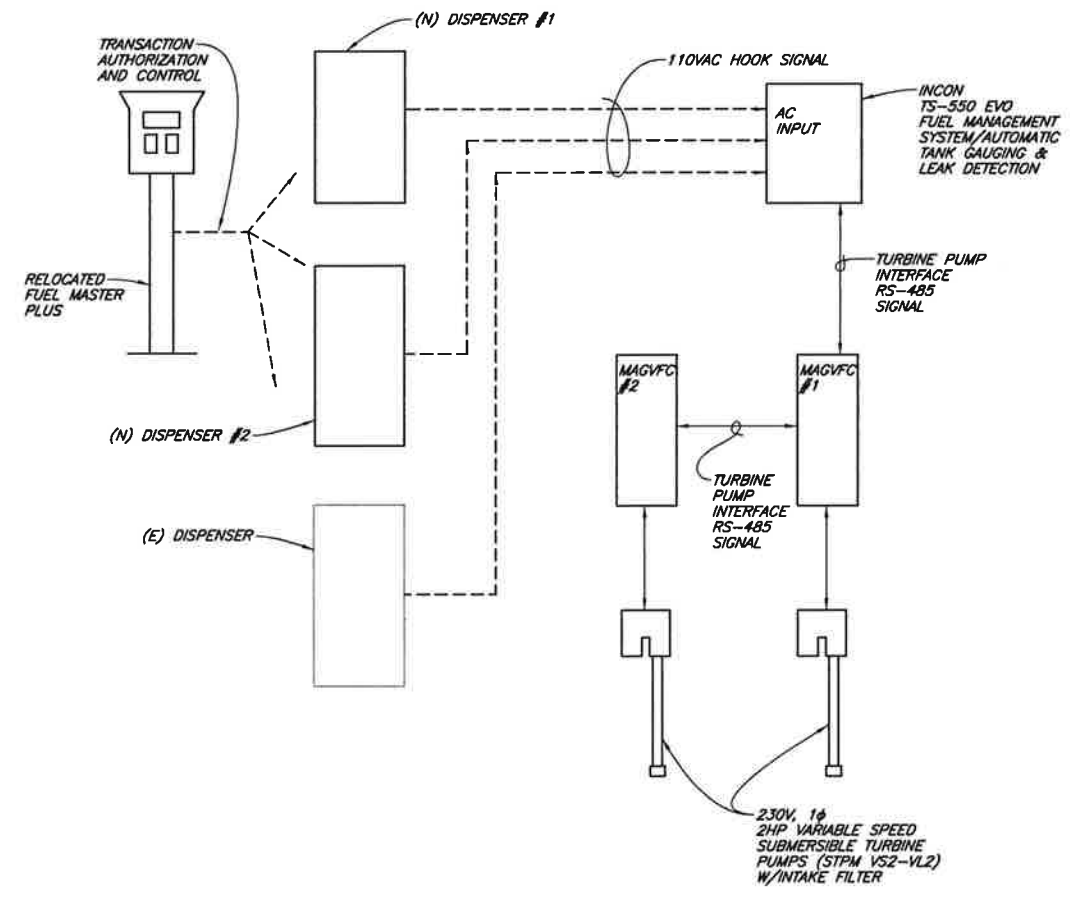 (N) DISPENSER #1
TRANSACTION
AUTHORIZATION
AND CONTROL
110VAC HOOK SIGNAL
AC
INPUT
INCON
TS-550 EVO
FUEL MANAGEMENT
SYSTEM/AUTOMATIC
TANK GAUGING &
LEAK DETECTION
RELOCATED
FUEL MASTER
PLUS
TURBINE PUMP
INTERFACE
RS-485
SIGNAL
(N) DISPENSER #2
MAGVFC
#2
MAGVFC
#1
TURBINE
PUMP
INTERFACE
RS-485
SIGNAL
(E) DISPENSER
230V, 1ϕ
2HP VARIABLE SPEED
SUBMERSIBLE TURBINE
PUMPS (STPM VS2-VL2)
W/INTAKE FILTER